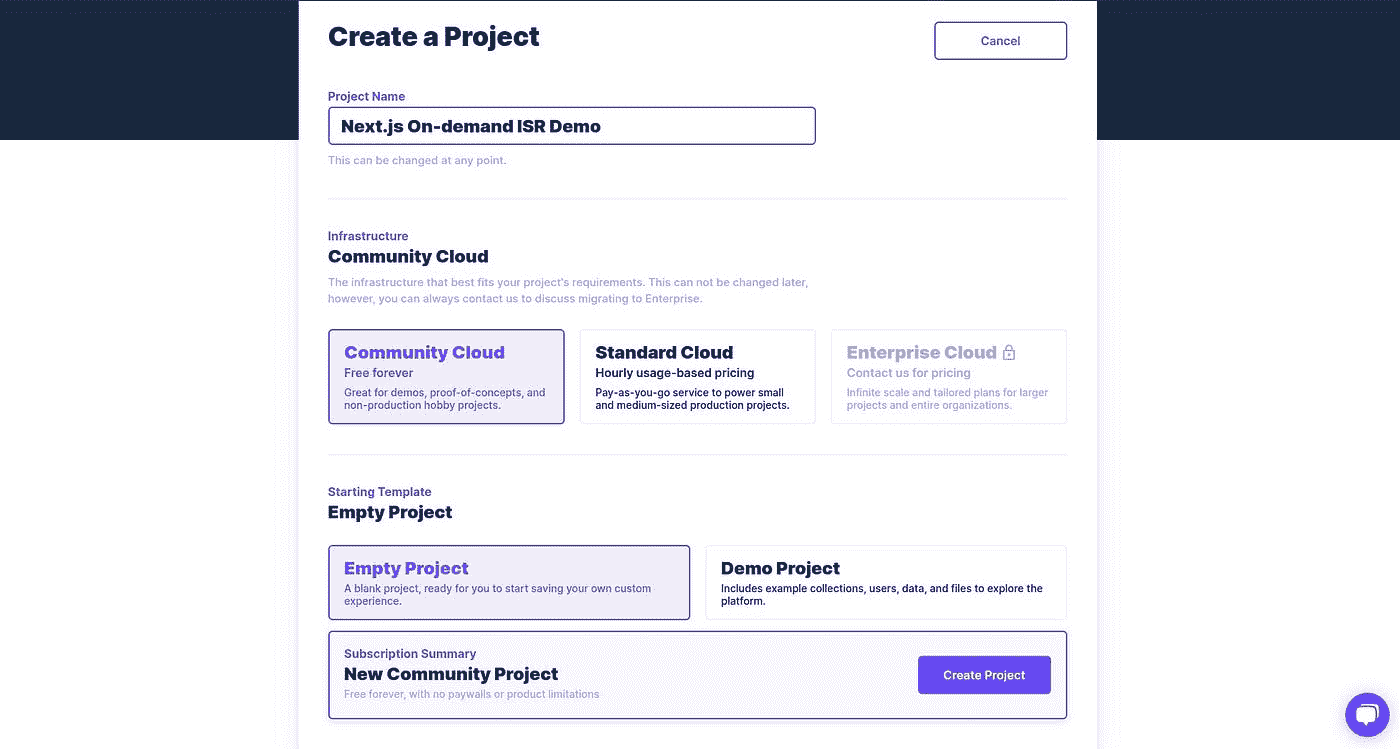 Create a Project
Cancel
Project Name
Next.js On-demand ISR Demo
This can be changed at any point.
Infrastructure
Community Cloud
The infrastructure that best fits your project's requirements. This can not be changed later,
however, you can always contact us to discuss migrating to Enterprise.
Community Cloud
Free forever
Great for demos, proof-of-concepts, and
non-production hobby projects.
Standard Cloud
Hourly usage-based pricing
Pay-as-you-go service to power small
and medium-sized production projects.
Enterprise Cloud
Contact us for pricing
Infinite scale and tailored plans for larger
projects and entire organizations.
Starting Template
Empty Project
Empty Project
A blank project, ready for you to start saving your own custom
experience.
Demo Project
Includes example collections, users, data, and files to explore the
platform.
Subscription Summary
New Community Project
Free forever, with no paywalls or product limitations
Create Project